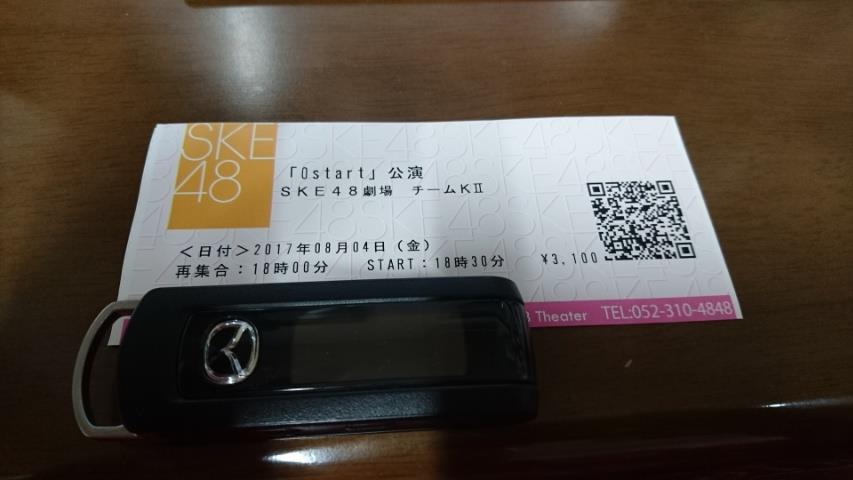 SKE
48
「0start」公演
SKE48劇場 チームKⅡ
＜日付＞2017年08月04日（金）
再集合：18時00分 START：18時30分 ¥3,100
Theater TEL:052-310-4848